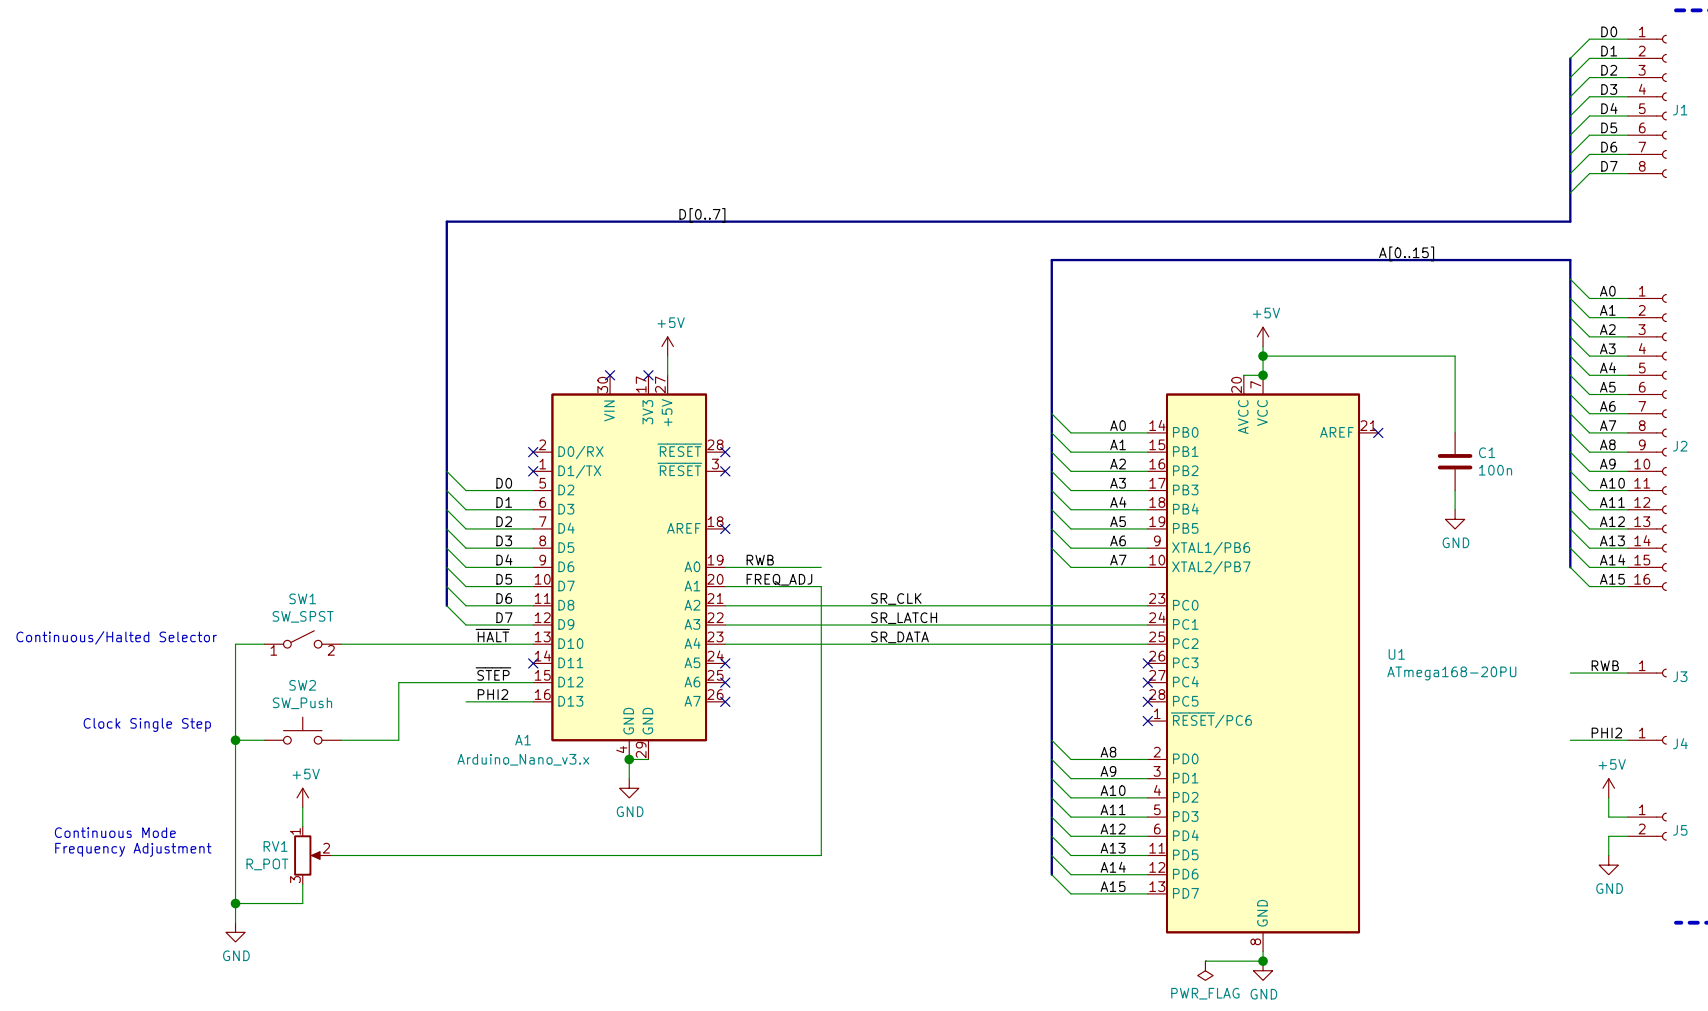 D0 1
D1 2
D2 3
D3 4
D4 5
D5 6
D6 7
D7 8
J1
D[0..7]
A[0..15]
A0 1
A1 2
A2 3
A3 4
A4 5
A5 6
A6 7
A7 8
A8 9
A9 10
A10 11
A11 12
A12 13
A13 14
A14 15
A15 16
J2
+5V
30 17 27
VIN 3V3 +5V
2 D0/RX
1 D1/TX
D0 5 D2
D1 6 D3
D2 7 D4
D3 8 D5
D4 9 D6
D5 10 D7
D6 11 D8
D7 12 D9
HALT 13 D10
14 D11
STEP 15 D12
PHI2 16 D13
RESET 28
RESET 3
AREF 18
A0 19 RWB
A1 20 FREQ_ADJ
A2 21 SR_CLK
A3 22 SR_LATCH
A4 23 SR_DATA
A5 24
A6 25
A7 26
GND GND
4 29
A1
Arduino_Nano_v3.x
GND
SW1
SW_SPST
Continuous/Halted Selector
1 2
SW2
SW_Push
Clock Single Step
+5V
Continuous Mode
Frequency Adjustment
RV1
R_POT
1
2
3
GND
+5V
20 7
AVCC VCC
AREF 21
A0 14 PB0
A1 15 PB1
A2 16 PB2
A3 17 PB3
A4 18 PB4
A5 19 PB5
A6 9 XTAL1/PB6
A7 10 XTAL2/PB7
23 PC0
24 PC1
25 PC2
26 PC3
27 PC4
28 PC5
1 RESET/PC6
A8 2 PD0
A9 3 PD1
A10 4 PD2
A11 5 PD3
A12 6 PD4
A13 11 PD5
A14 12 PD6
A15 13 PD7
GND
8
PWR_FLAG GND
U1
ATmega168-20PU
C1
100n
GND
RWB 1
J3
PHI2 1
J4
+5V
1
2
J5
GND